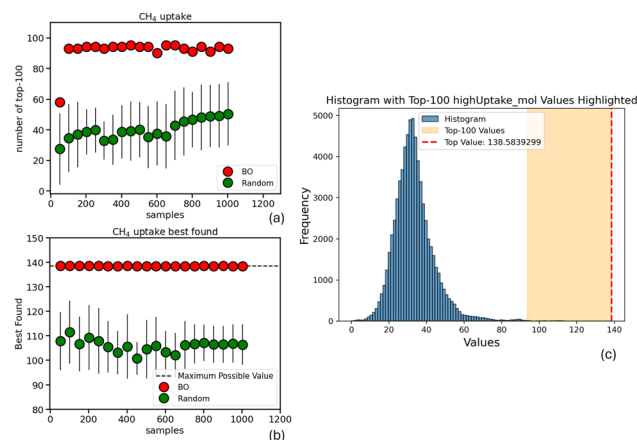 CH₄ uptake
number of top-100
120
100
80
60
40
20
0
0 200 400 600 800 1000 1200
samples
BO
Random
(a)
CH₄ uptake best found
Best Found
150
140
130
120
110
100
90
80
0 200 400 600 800 1000 1200
samples
Maximum Possible Value
BO
Random
(b)
Histogram with Top-100 highUptake_mol Values Highlighted
Histogram
Top-100 Values
Top Value: 138.5839299
Frequency
5000
4000
3000
2000
1000
0
0 20 40 60 80 100 120 140
Values
(c)